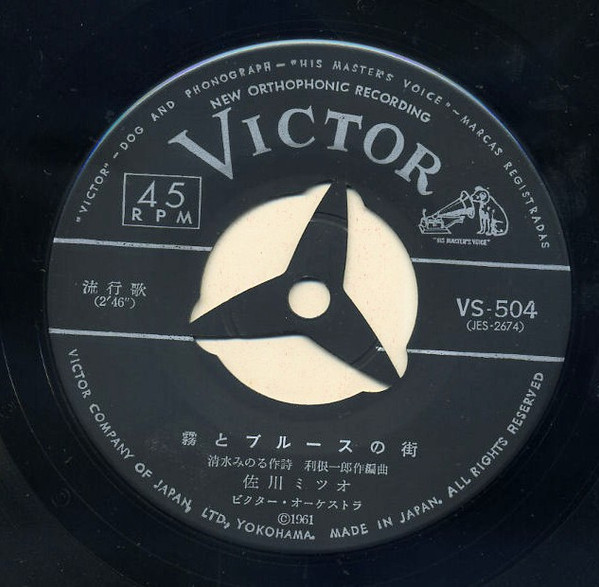 "VICTOR" – DOG AND PHONOGRAPH – "HIS MASTER'S VOICE" – MARCAS REGISTRADAS
NEW ORTHOPHONIC RECORDING
VICTOR
45
RPM
"HIS MASTER'S VOICE"
流行歌
(2′46″)
VS-504
(JES-2674)
霧とブルースの街
清水みのる作詩 利根一郎作編曲
佐川ミツオ
ビクター・オーケストラ
©1961
VICTOR COMPANY OF JAPAN, LTD, YOKOHAMA. MADE IN JAPAN. ALL RIGHTS RESERVED